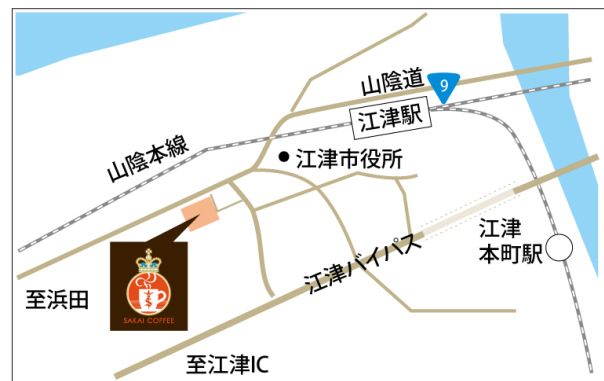 山陰道
9
江津駅
山陰本線
江津市役所
江津
本町駅
江津バイパス
至浜田
SAKAI COFFEE
至江津IC